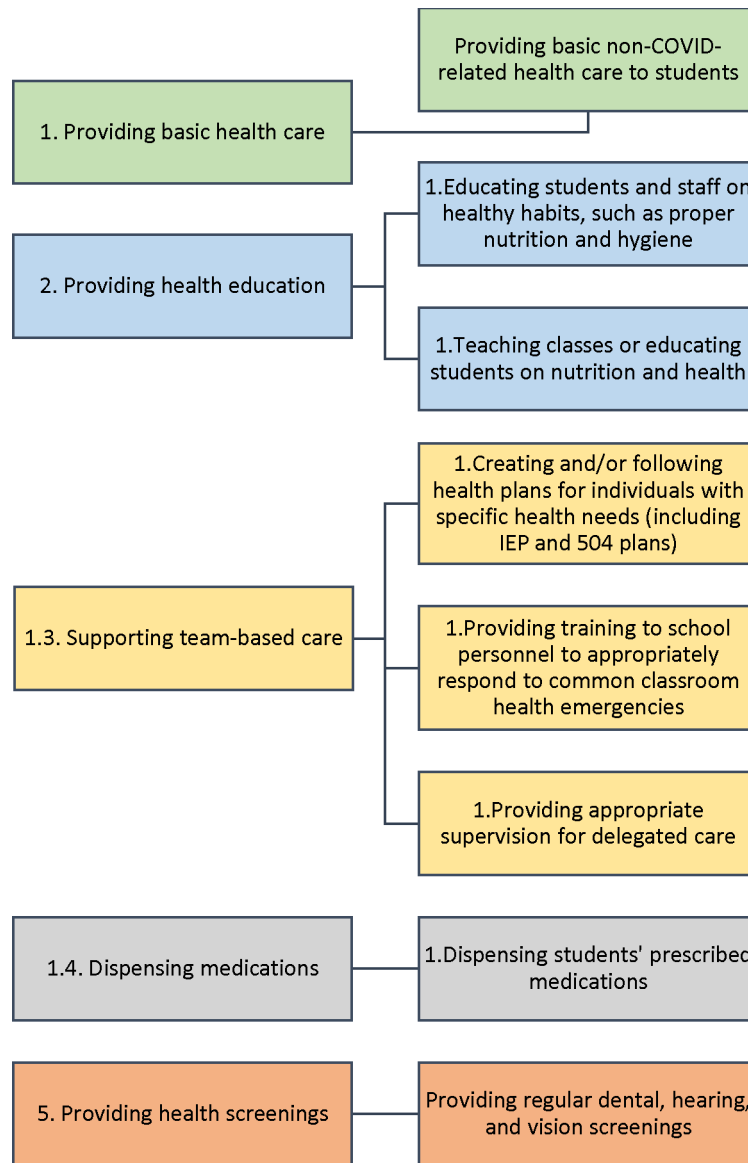 Providing basic non-COVID-
related health care to students
1. Providing basic health care
1.Educating students and staff on
healthy habits, such as proper
nutrition and hygiene
2. Providing health education
1.Teaching classes or educating
students on nutrition and health
1.Creating and/or following
health plans for individuals with
specific health needs (including
IEP and 504 plans)
1.3. Supporting team-based care
1.Providing training to school
personnel to appropriately
respond to common classroom
health emergencies
1.Providing appropriate
supervision for delegated care
1.4. Dispensing medications
1.Dispensing students' prescribed
medications
5. Providing health screenings
Providing regular dental, hearing,
and vision screenings